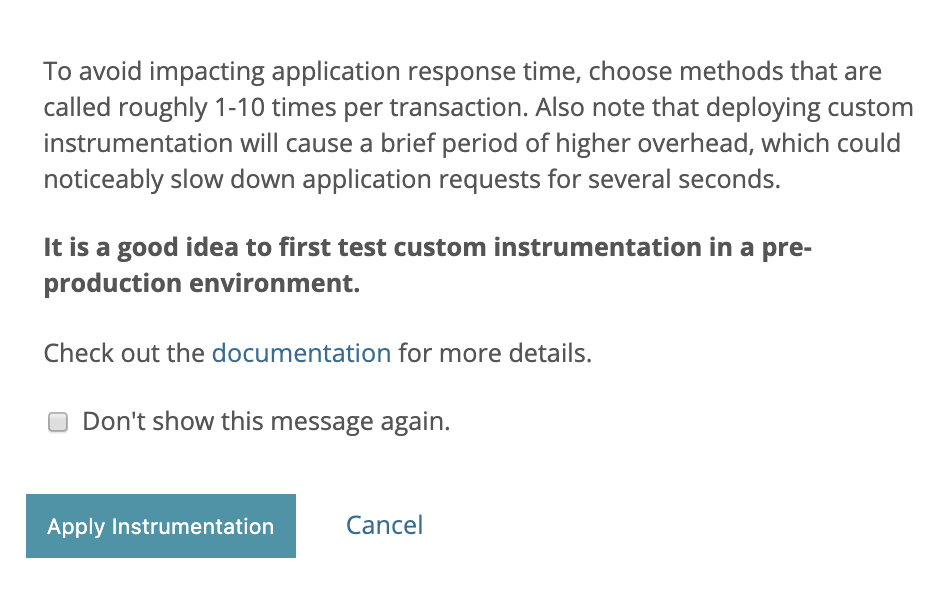 To avoid impacting application response time, choose methods that are
called roughly 1-10 times per transaction. Also note that deploying custom
instrumentation will cause a brief period of higher overhead, which could
noticeably slow down application requests for several seconds.
It is a good idea to first test custom instrumentation in a pre-
production environment.
Check out the documentation for more details.
Don't show this message again.
Apply Instrumentation
Cancel